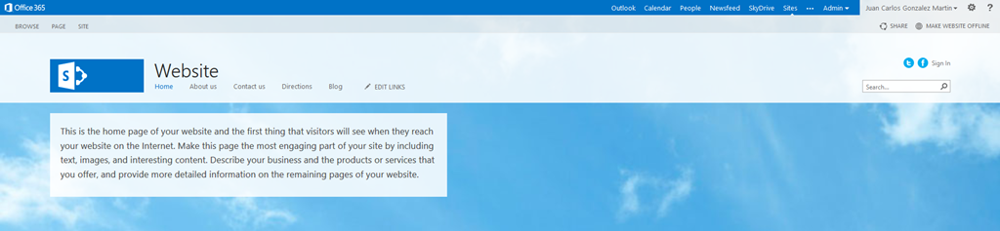 Office 365 Outlook Calendar People Newsfeed SkyDrive Sites ••• Admin Juan Carlos Gonzalez Martin ?
BROWSE PAGE SITE SHARE MAKE WEBSITE OFFLINE
S
Website
Sign In
Home About us Contact us Directions Blog EDIT LINKS
Search...
This is the home page of your website and the first thing that visitors will see when they reach
your website on the Internet. Make this page the most engaging part of your site by including
text, images, and interesting content. Describe your business and the products or services that
you offer, and provide more detailed information on the remaining pages of your website.